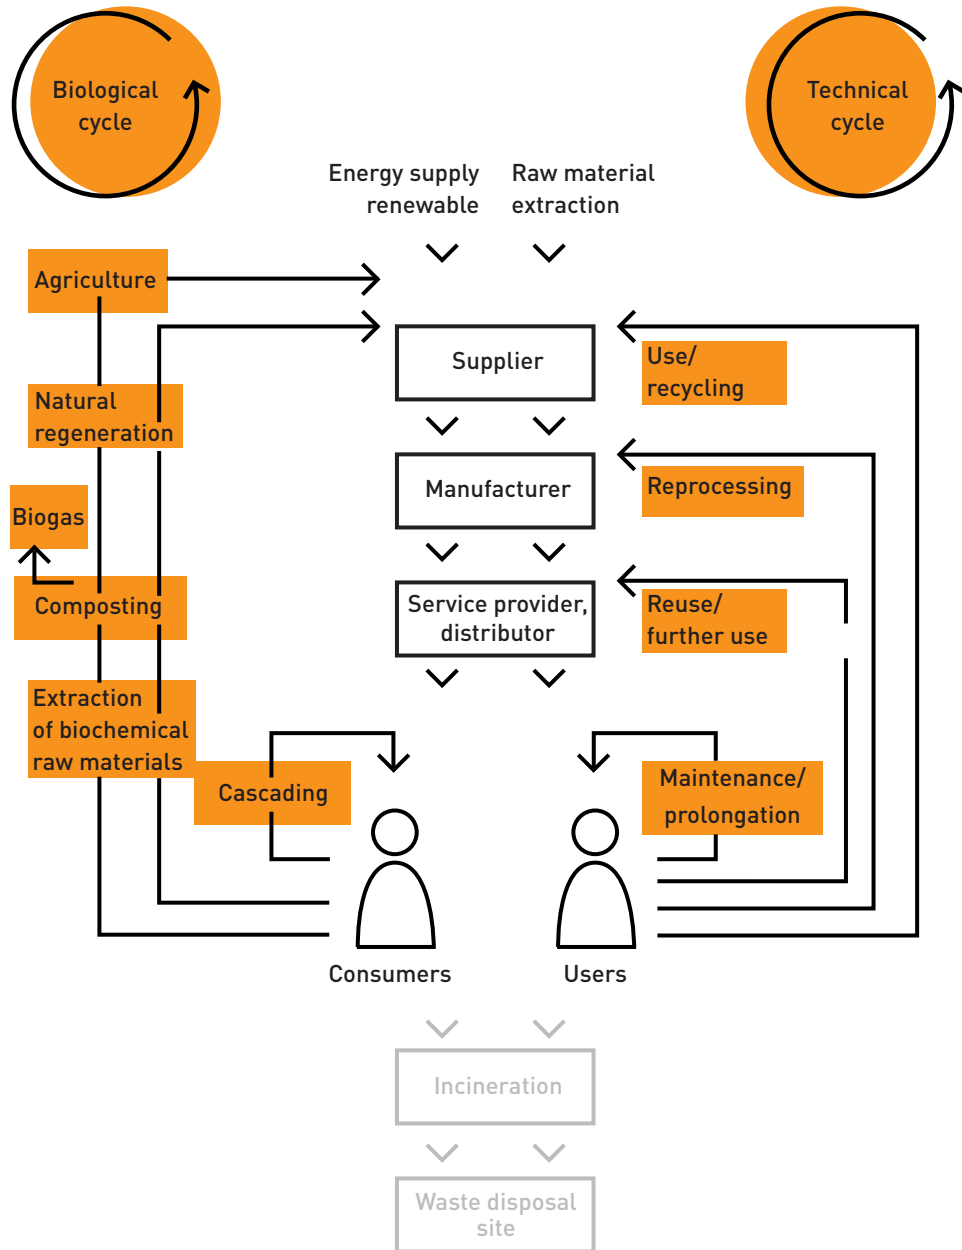 Biological
cycle
Technical
cycle
Energy supply
renewable
Raw material
extraction
Agriculture
Supplier
Use/
recycling
Natural
regeneration
Manufacturer
Reprocessing
Biogas
Composting
Service provider,
distributor
Reuse/
further use
Extraction
of biochemical
raw materials
Cascading
Maintenance/
prolongation
Consumers
Users
Incineration
Waste disposal
site